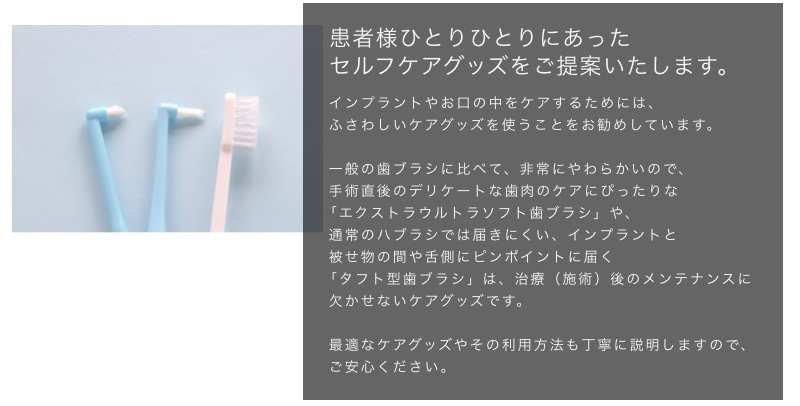 患者様ひとりひとりにあった
セルフケアグッズをご提案いたします。
インプラントやお口の中をケアするためには、
ふさわしいケアグッズを使うことをお勧めしています。
一般の歯ブラシに比べて、非常にやわらかいので、
手術直後のデリケートな歯肉のケアにぴったりな
「エクストラウルトラソフト歯ブラシ」や、
通常のハブラシでは届きにくい、インプラントと
被せ物の間や舌側にピンポイントに届く
「タフト型歯ブラシ」は、治療（施術）後のメンテナンスに
欠かせないケアグッズです。
最適なケアグッズやその利用方法も丁寧に説明しますので、
ご安心ください。